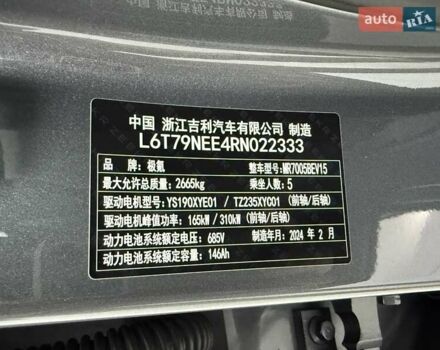 auto RIA
.com
L6T79NEE4RN022333
中国 浙江吉利汽车有限公司 制造
L6T79NEE4RN022333
品 牌: 极氪 整车型号: MR7005BEV15
最大允许总质量: 2665kg 乘坐人数: 5
驱动电机型号: YS190XYE01 / TZ235XYC01 (前轴/后轴)
驱动电机峰值功率: 165kW / 310kW (前轴/后轴)
动力电池系统额定电压: 685V 制造年月: 2024 年 2 月
动力电池系统额定容量: 146Ah